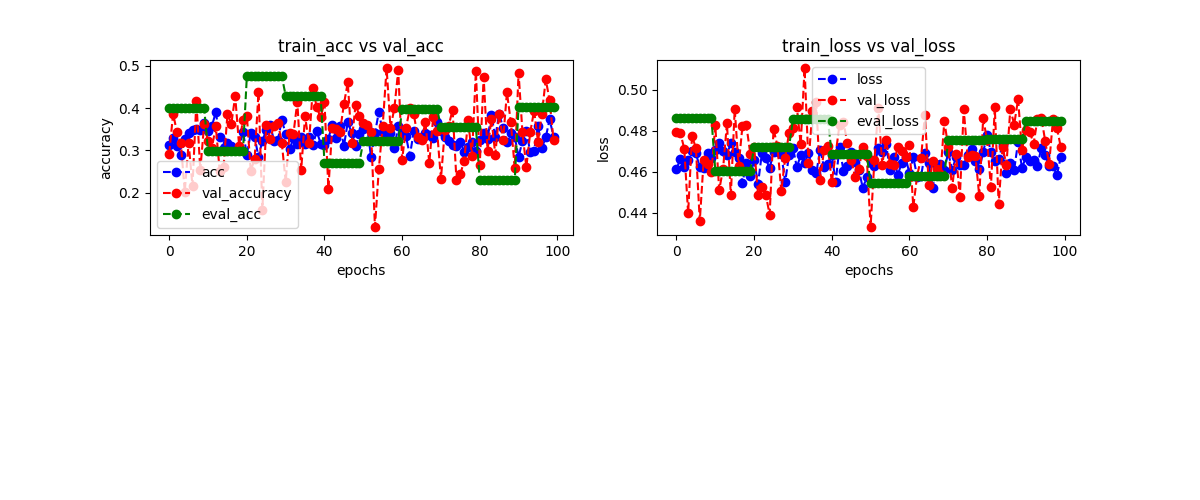 train_acc vs val_acc
accuracy
0.5
0.4
0.3
0.2
acc
val_accuracy
eval_acc
0 20 40 60 80 100
epochs
train_loss vs val_loss
loss
0.50
0.48
0.46
0.44
loss
val_loss
eval_loss
0 20 40 60 80 100
epochs